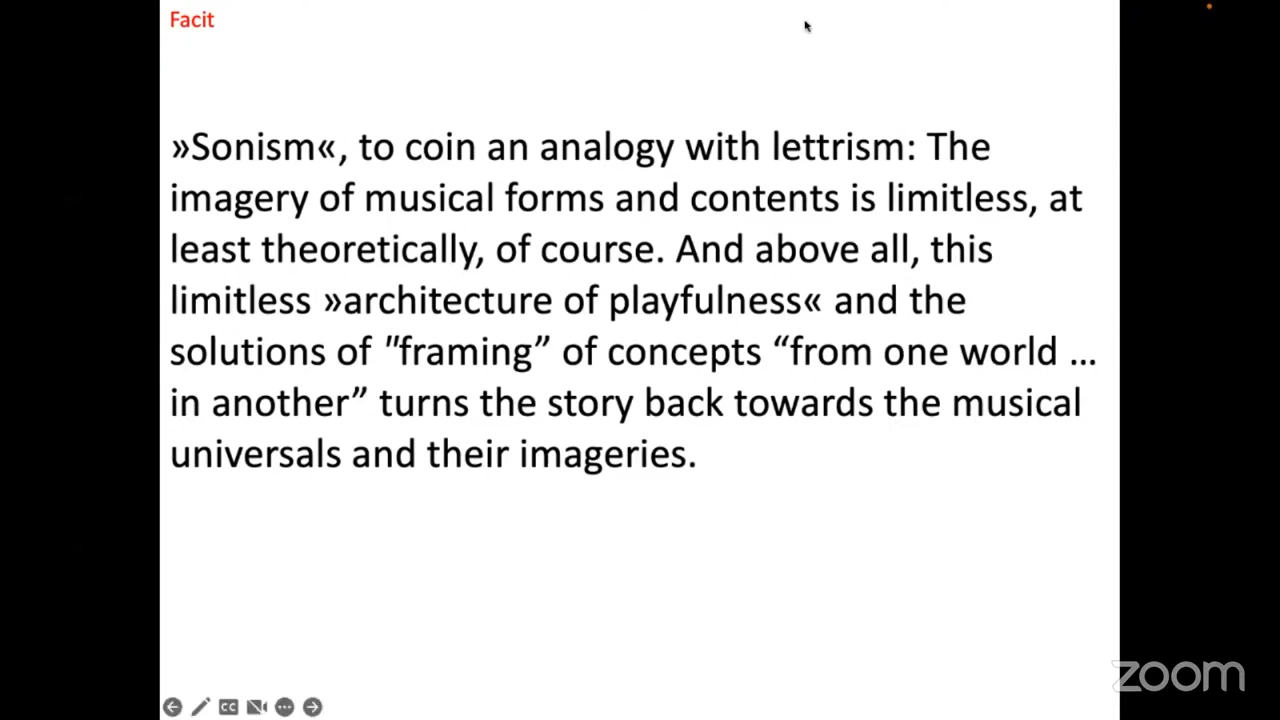 Facit
»Sonism«, to coin an analogy with lettrism: The
imagery of musical forms and contents is limitless, at
least theoretically, of course. And above all, this
limitless »architecture of playfulness« and the
solutions of "framing” of concepts “from one world …
in another” turns the story back towards the musical
universals and their imageries.
CC
zoom